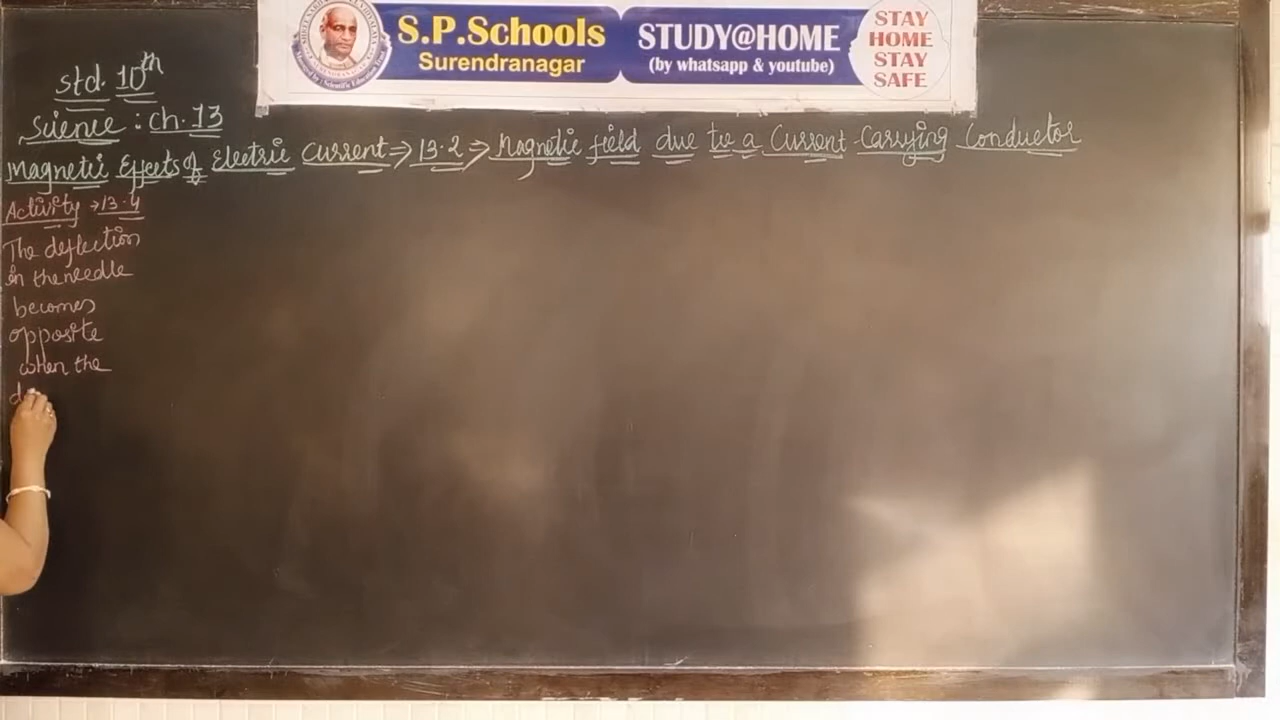 S.P.Schools
Surendranagar
STUDY@HOME
(by whatsapp & youtube)
STAY
HOME
STAY
SAFE
Std. 10th
Science : Ch. 13
Magnetic Effects of Electric Current ⇒ 13.2 ⇒ Magnetic field due to a Current-Carrying Conductor
Activity → 13.4
The deflection
in the needle
becomes
opposite
when the